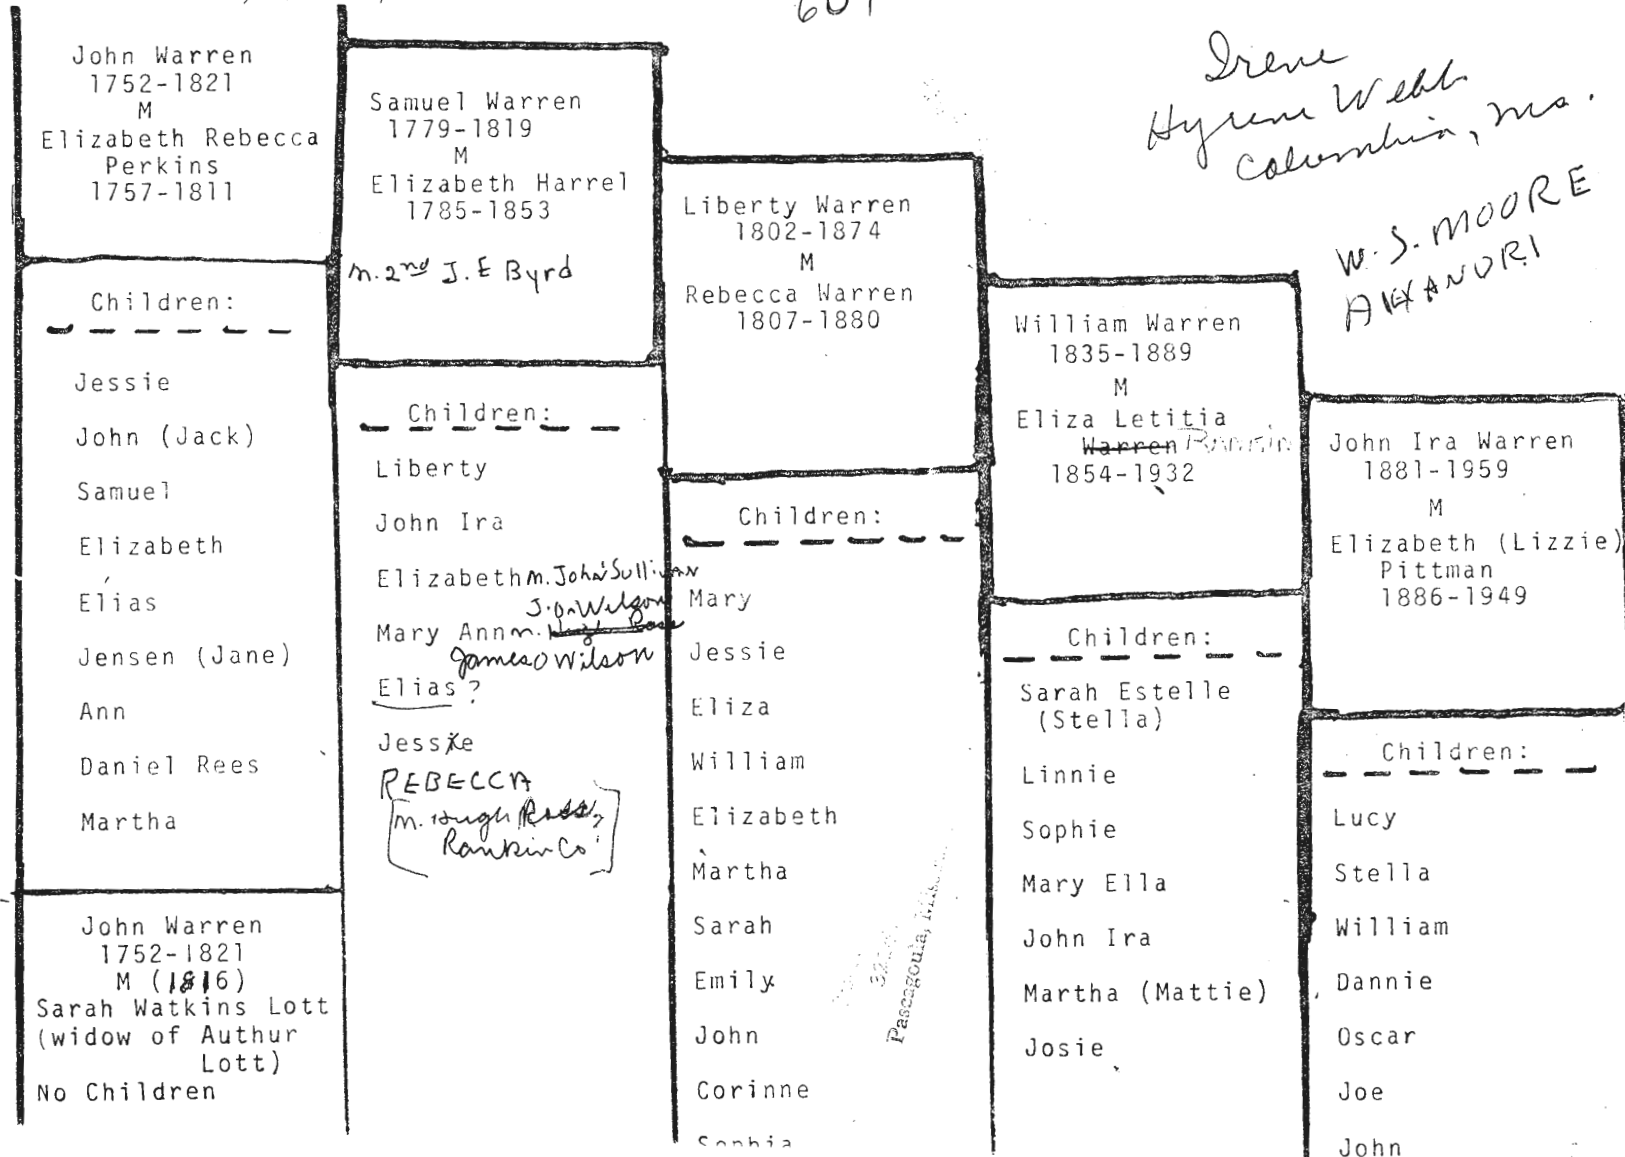 601
Irene
Hyrene Webb
Columbia, Ms.
W. S. MOORE
AlEXANDRI
John Warren
1752-1821
M
Elizabeth Rebecca
Perkins
1757-1811
Children:
Jessie
John (Jack)
Samuel
Elizabeth
Elias
Jensen (Jane)
Ann
Daniel Rees
Martha
John Warren
1752-1821
M (1816)
Sarah Watkins Lott
(widow of Authur
Lott)
No Children
Samuel Warren
1779-1819
M
Elizabeth Harrel
1785-1853
m. 2nd J. E Byrd
Children:
Liberty
John Ira
Elizabeth m. John Sullivan
J. O. Wilson
Mary Ann m.
James O Wilson
Elias ?
Jessie
REBECCA
[m. Hugh Ross,
Rankin Co]
Liberty Warren
1802-1874
M
Rebecca Warren
1807-1880
Children:
Mary
Jessie
Eliza
William
Elizabeth
Martha
Sarah
Emily
John
Corinne
Sophia
Pascagoula, Miss.
William Warren
1835-1889
M
Eliza Letitia
Warren
1854-1932
Children:
Sarah Estelle
(Stella)
Linnie
Sophie
Mary Ella
John Ira
Martha (Mattie)
Josie
John Ira Warren
1881-1959
M
Elizabeth (Lizzie)
Pittman
1886-1949
Children:
Lucy
Stella
William
Dannie
Oscar
Joe
John